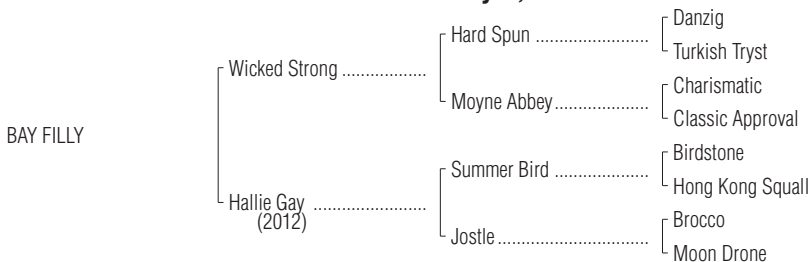 Danzig
Hard Spun ..................
Turkish Tryst
Wicked Strong ..................
Charismatic
Moyne Abbey....................
Classic Approval
BAY FILLY
Birdstone
Summer Bird ....................
Hong Kong Squall
Hallie Gay ........................
(2012)
Brocco
Jostle................................
Moon Drone